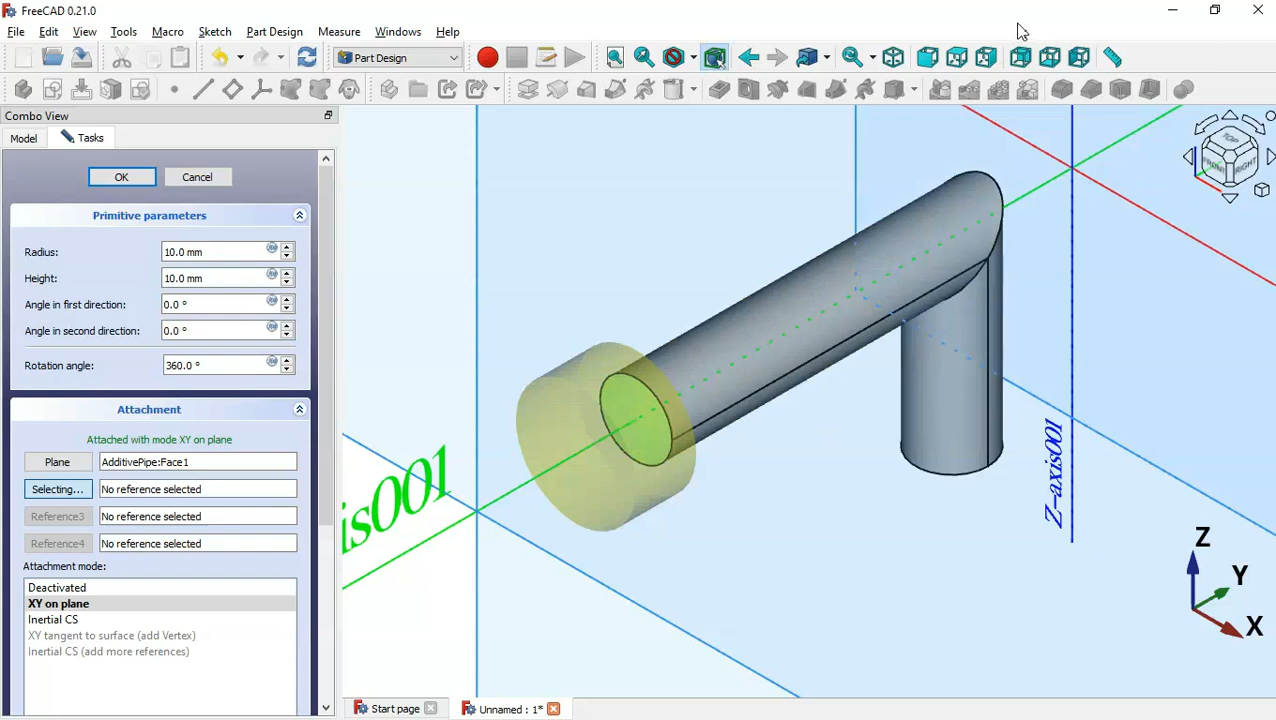 FreeCAD 0.21.0
File Edit View Tools Macro Sketch Part Design Measure Windows Help
Part Design
Combo View
Model Tasks
OK Cancel
Primitive parameters
Radius: 10.0 mm
Height: 10.0 mm
Angle in first direction: 0.0 °
Angle in second direction: 0.0 °
Rotation angle: 360.0 °
Attachment
Attached with mode XY on plane
Plane AdditivePipe:Face1
Selecting... No reference selected
Reference3 No reference selected
Reference4 No reference selected
Attachment mode:
Deactivated
XY on plane
Inertial CS
XY tangent to surface (add Vertex)
Inertial CS (add more references)
is001
Z-axis001
TOP
FRONT
RIGHT
Z
Y
X
Start page Unnamed : 1*